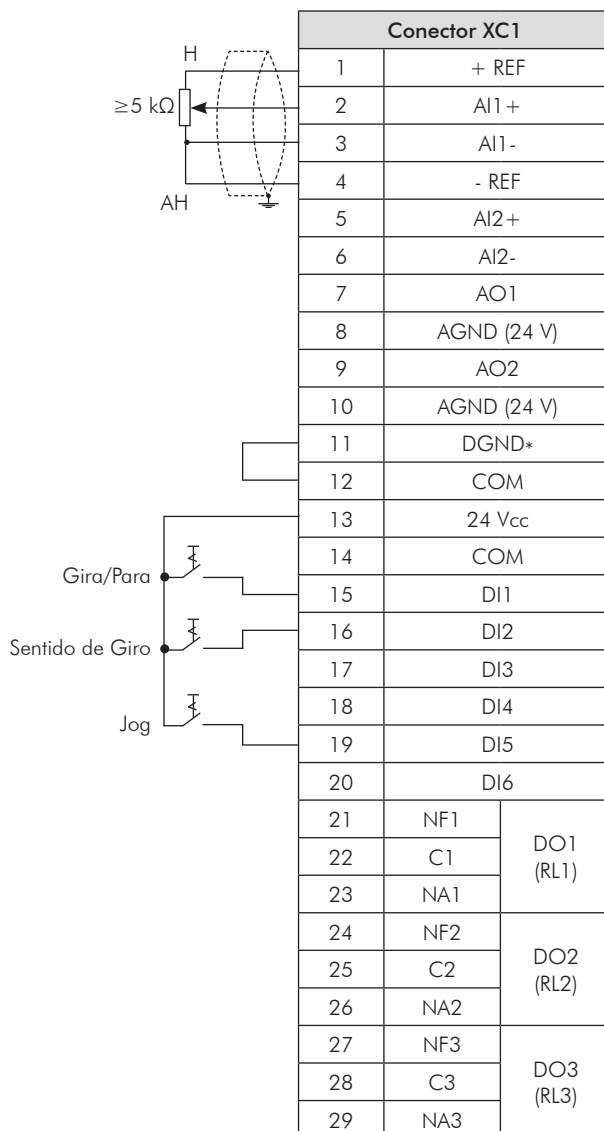 Conector XC1
H
1 + REF
≥5 kΩ
2 AI1+
3 AI1-
4 - REF
AH
5 AI2+
6 AI2-
7 AO1
8 AGND (24 V)
9 AO2
10 AGND (24 V)
11 DGND*
12 COM
13 24 Vcc
14 COM
Gira/Para
15 DI1
16 DI2
Sentido de Giro
17 DI3
18 DI4
Jog
19 DI5
20 DI6
21 NF1
22 C1
23 NA1
DO1
(RL1)
24 NF2
25 C2
26 NA2
DO2
(RL2)
27 NF3
28 C3
29 NA3
DO3
(RL3)